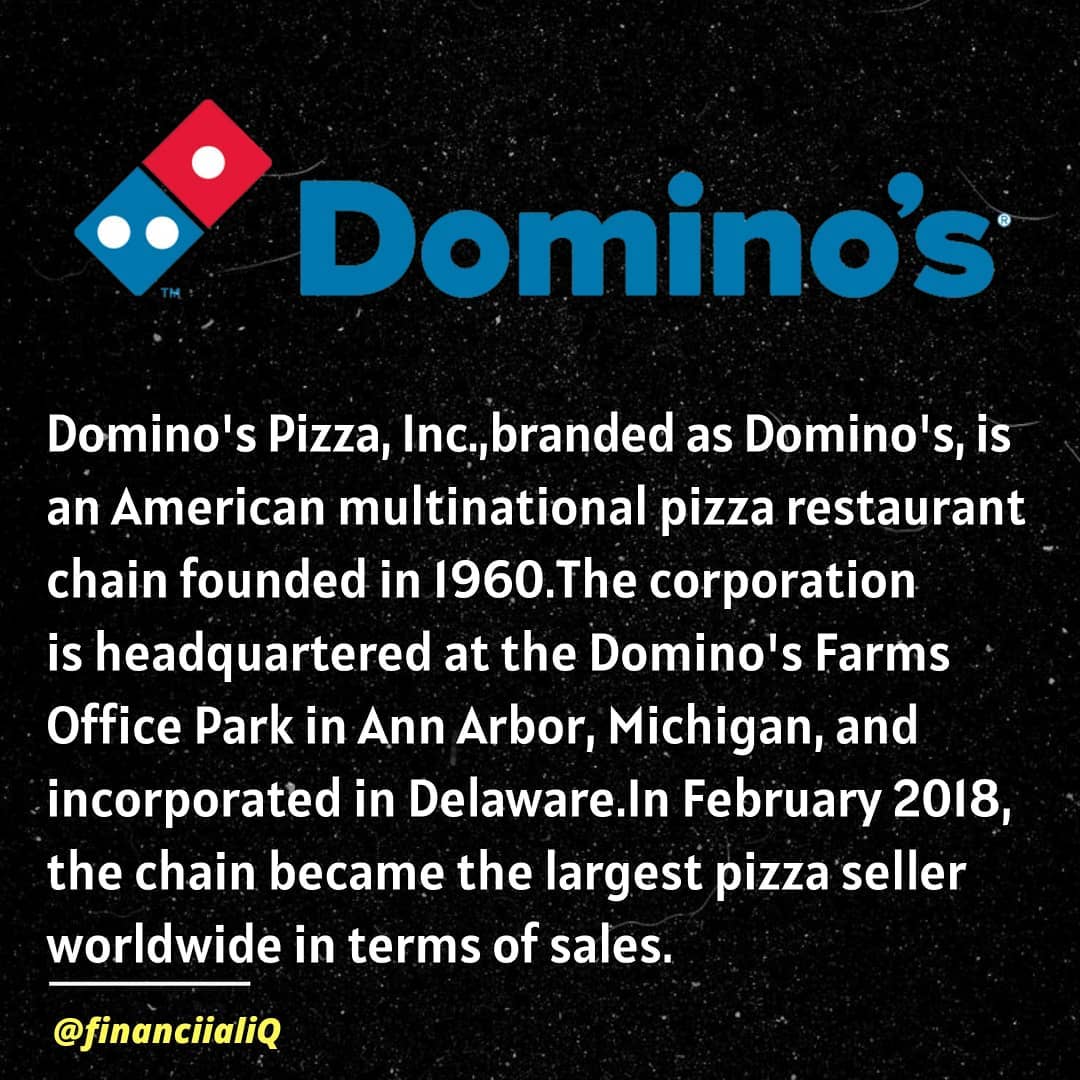 Domino's®
TM
Domino's Pizza, Inc.,branded as Domino's, is
an American multinational pizza restaurant
chain founded in 1960.The corporation
is headquartered at the Domino's Farms
Office Park in Ann Arbor, Michigan, and
incorporated in Delaware.In February 2018,
the chain became the largest pizza seller
worldwide in terms of sales.
@financiialiQ